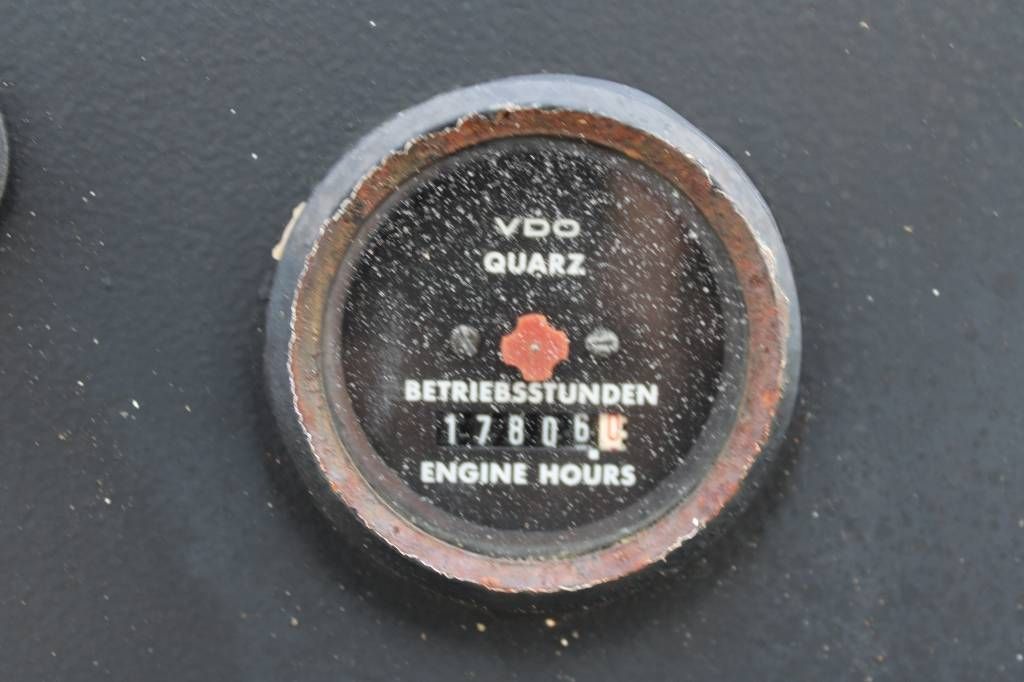 VDO
QUARZ
BETRIEBSSTUNDEN
17806
ENGINE HOURS